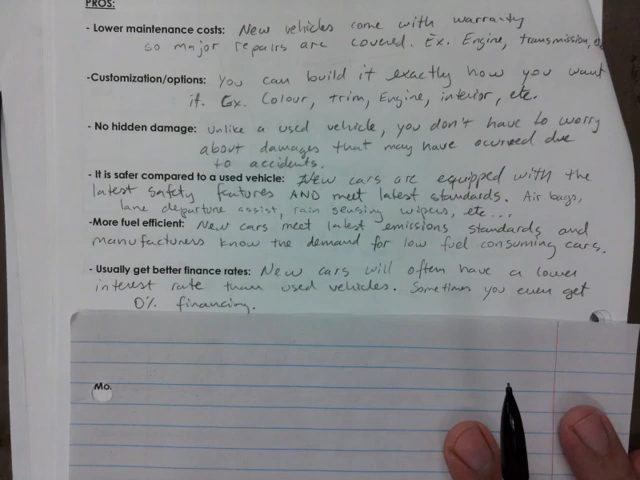 PROS:
- Lower maintenance costs: New vehicles come with warranty
so major repairs are covered. Ex. Engine, transmission,
-Customization/options: You can build it exactly how you want
it. Ex. Colour, Trim, Engine, interior, etc.
- No hidden damage: Unlike a used vehicle, you don't have to worry
about damages that may have occurred due
to accidents.
- It is safer compared to a used vehicle: New cars are equipped with the
latest safety features AND meet latest standards. Air bags,
lane departure assist, rain sensing wipers, etc...
-More fuel efficient: New cars meet latest emissions standards and
manufacturers know the demand for low fuel consuming cars.
- Usually get better finance rates: New cars will often have a lower
interest rate than used vehicles. Sometimes you even get
0% financing.
Mo.